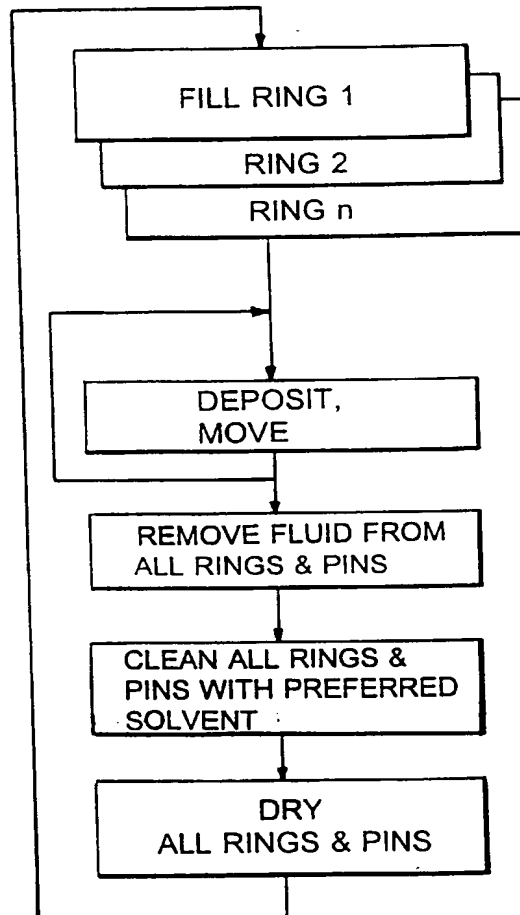 FILL RING 1
RING 2
RING n
DEPOSIT,
MOVE
REMOVE FLUID FROM
ALL RINGS & PINS
CLEAN ALL RINGS &
PINS WITH PREFERRED
SOLVENT
DRY
ALL RINGS & PINS